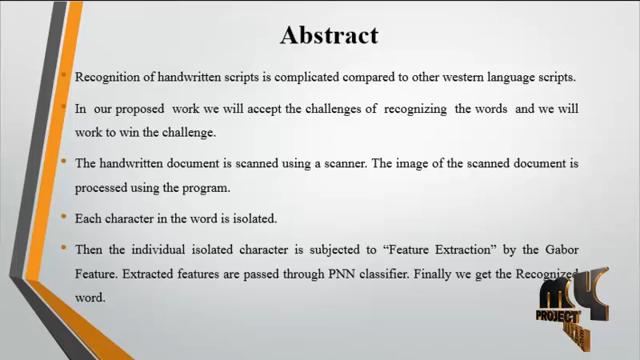 Abstract
Recognition of handwritten scripts is complicated compared to other western language scripts.
In our proposed work we will accept the challenges of recognizing the words and we will
work to win the challenge.
The handwritten document is scanned using a scanner. The image of the scanned document is
processed using the program.
Each character in the word is isolated.
Then the individual isolated character is subjected to “Feature Extraction” by the Gabor
Feature. Extracted features are passed through PNN classifier. Finally we get the Recognized
word.
my
PROJECT